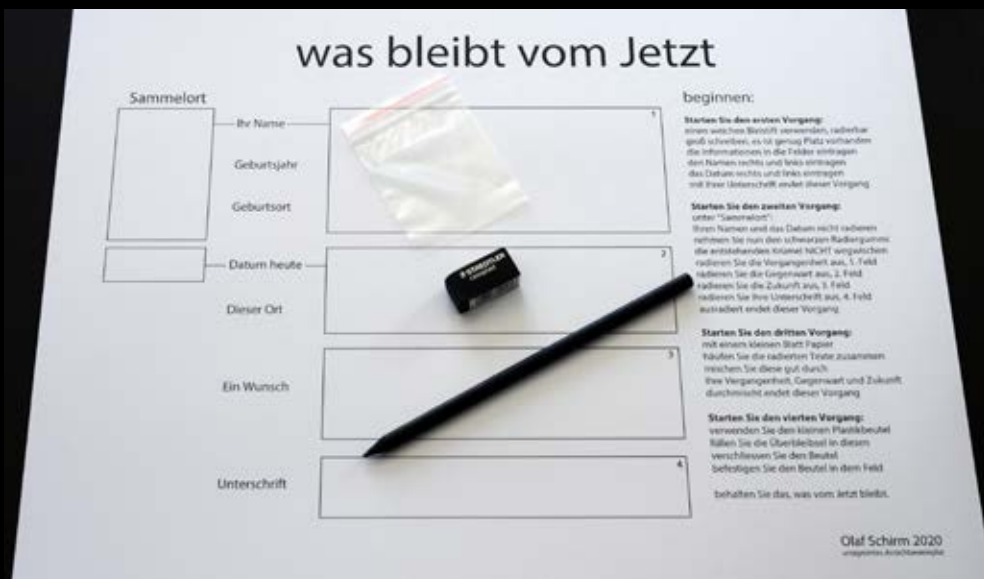 was bleibt vom Jetzt
Sammelort
Ihr Name
Geburtsjahr
Geburtsort
1
Datum heute
Dieser Ort
2
Ein Wunsch
3
Unterschrift
4
STAEDTLER
beginnen:
Starten Sie den ersten Vorgang:
einen weichen Bleistift verwenden, radierbar
groß schreiben, es ist genug Platz vorhanden
die Informationen in die Felder eintragen
den Namen rechts und links eintragen
das Datum rechts und links eintragen
mit Ihrer Unterschrift endet dieser Vorgang
Starten Sie den zweiten Vorgang:
unter "Sammelort":
Ihren Namen und das Datum nicht radieren
nehmen Sie nun den schwarzen Radiergummi
die entstehenden Krümel NICHT wegwischen
radieren Sie die Vergangenheit aus, 1. Feld
radieren Sie die Gegenwart aus, 2. Feld
radieren Sie die Zukunft aus, 3. Feld
radieren Sie Ihre Unterschrift aus, 4. Feld
ausradiert endet dieser Vorgang
Starten Sie den dritten Vorgang:
mit einem kleinen Blatt Papier
häufen Sie die radierten Texte zusammen
mischen Sie diese gut durch
Ihre Vergangenheit, Gegenwart und Zukunft
durchmischt endet dieser Vorgang
Starten Sie den vierten Vorgang:
verwenden Sie den kleinen Plastikbeutel
füllen Sie die Überbleibsel in diesen
verschliessen Sie den Beutel
befestigen Sie den Beutel in dem Feld
behalten Sie das, was vom Jetzt bleibt.
Olaf Schirm 2020